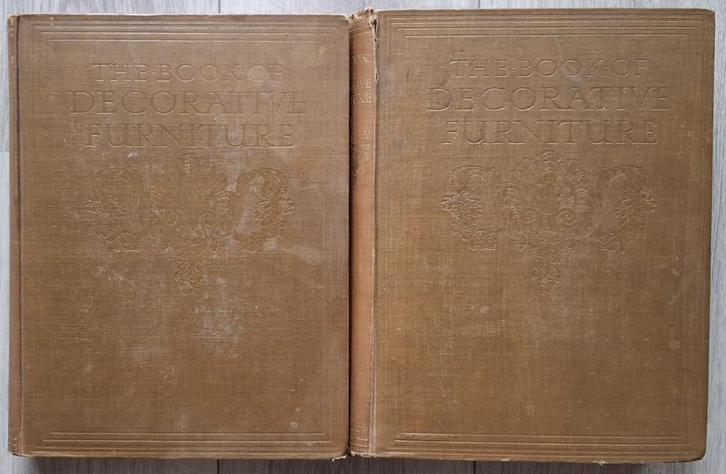 THE·BOOK·OF
DECORATIVE
FURNITURE
THE·BOOK·OF
DECORATIVE
FURNITURE